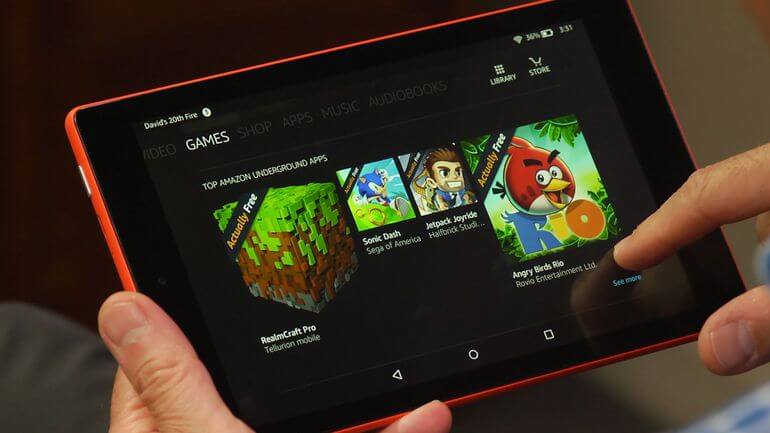 36% 3:31
LIBRARY STORE
David's 20th Fire 1
VIDEO GAMES SHOP APPS MUSIC AUDIOBOOKS
TOP AMAZON UNDERGROUND APPS
Actually Free
RealmCraft Pro
Tellurion mobile
Actually Free
Sonic Dash
Sega of America
Actually Free
Jetpack Joyride
Halfbrick Studi...
Actually Free
RIO
Angry Birds Rio
Rovio Entertainment Ltd.
See more